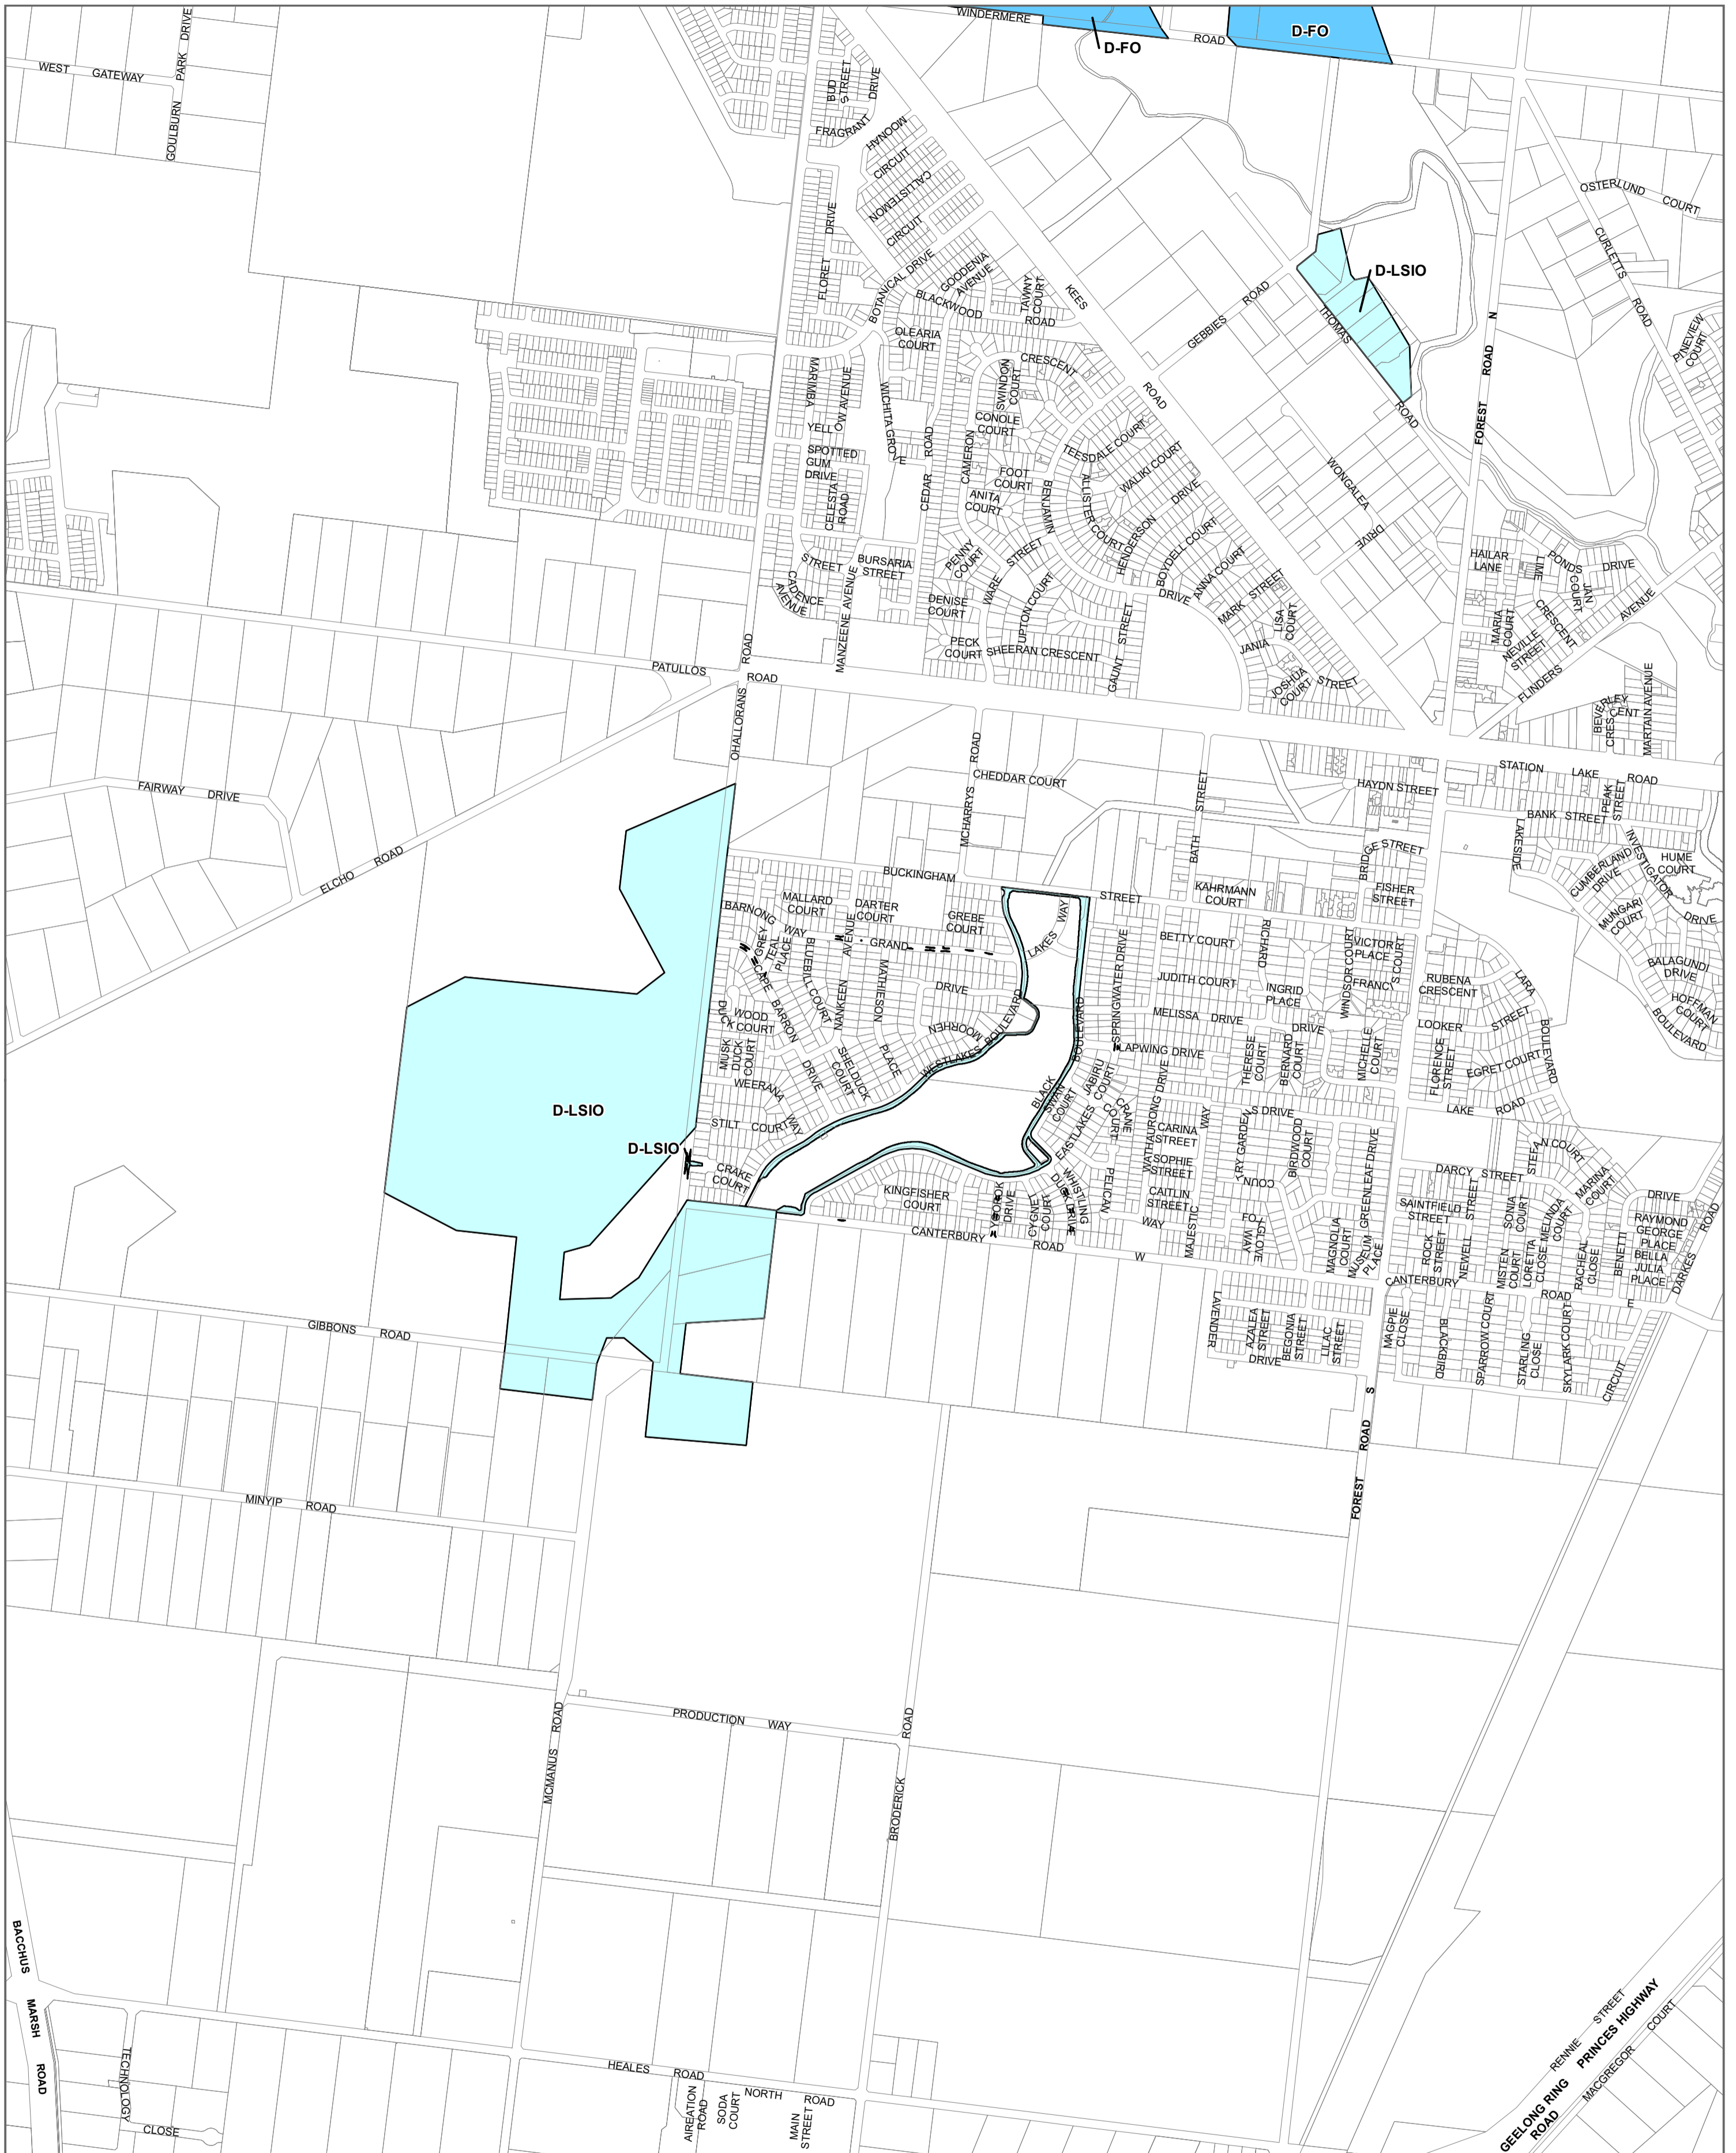 WINDERMERE
ROAD
D-FO
D-FO
WEST GATEWAY
PARK DRIVE
GOULBURN
BUD
STREET
DRIVE
FRAGRANT
MOONAH
CIRCUIT
CALLISTEMON
CIRCUIT
OSTERLUND
COURT
CURLETTS
ROAD
PINEVIEW
COURT
DRIVE
FLORET
BOTANICAL DRIVE
GOODENIA
AVENUE
BLACKWOOD
ROAD
TAWNY
COURT
KEES
ROAD
OLEARIA
COURT
D-LSIO
GEBBIES ROAD
THOMAS
ROAD
FOREST ROAD N
CRESCENT
SWINDON
COURT
MARIMBA
YELLOW AVENUE
WICHITA GROVE
CONOLE
COURT
SPOTTED
GUM
DRIVE
CELESTA
ROAD
CEDAR ROAD
CAMERON
FOOT
COURT
ANITA
COURT
BENJAMIN
STREET
TEESDALE COURT
WALIKI COURT
ALLISTER COURT
HENDERSON
DRIVE
BOYDELL COURT
ANNA COURT
WONGALEA
DRIVE
PENNY
COURT
BURSARIA
STREET
STREET
CADENCE
AVENUE
MANZEENE AVENUE
DENISE
COURT
WARE
UPTON COURT
DRIVE
MARK STREET
LISA
COURT
JANIA
STREET
JOSHUA
COURT
PECK
COURT
SHEERAN CRESCENT
GAUNT STREET
HAILAR
LANE
LIME
PONDS
DRIVE
JAN
COURT
CRESCENT
MARIA
COURT
NEVILLE
STREET
FLINDERS
AVENUE
BEVERLEY
CRESCENT
MARTAIN AVENUE
PATULLOS
ROAD
ROAD
OHALLORANS
FAIRWAY DRIVE
ELCHO ROAD
MCHARRYS ROAD
CHEDDAR COURT
BATH STREET
HAYDN STREET
STATION LAKE ROAD
BANK STREET
PEAK
STREET
LAKESIDE
BRIDGE STREET
BRIDGE
INVESTIGATOR
DRIVE
HUME
COURT
CUMBERLAND
DRIVE
MUNGARI
COURT
BALAGUNDI
DRIVE
HOFFMAN
COURT
BOULEVARD
BUCKINGHAM
STREET
KAHRMANN
COURT
FISHER
STREET
MALLARD
COURT
DARTER
COURT
GREBE
COURT
BARNONG
WAY
GREY
TEAL
PLACE
GRAND
LAKES WAY
BETTY COURT
RICHARD
VICTOR
PLACE
WINDSOR COURT
FRANCIS COURT
RUBENA
CRESCENT
LARA
BOULEVARD
CAPE
BARRON
DRIVE
BLUEBILL COURT
NANKEEN
AVENUE
MATHIESON
PLACE
DRIVE
MOORHEN
WESTLAKES BOULEVARD
BOULEVARD
SPRINGWATER DRIVE
JUDITH COURT
INGRID
PLACE
MELISSA DRIVE
DRIVE
LOOKER
STREET
WOOD
DUCK COURT
MUSK
DUCK
COURT
SHELDUCK
COURT
WEERANA
WAY
STILT COURT
CRAKE
COURT
LAPWING DRIVE
THERESE
COURT
BERNARD
COURT
MICHELLE
COURT
FLORENCE
STREET
EGRET COURT
BLACK
SWAN
COURT
JABIRU
COURT
EASTLAKES
CRANE
COURT
WATHAURONG DRIVE
LAKE ROAD
D-LSIO
D-LSIO
CARINA
STREET
WAY
S DRIVE
COUNTRY GARDEN
BIRDWOOD
COURT
SOPHIE
STREET
CAITLIN
STREET
PELICAN
WAY
MAJESTIC
FOXGLOVE
WAY
MAGNOLIA
COURT
MUSEUM
PLACE
GREENLEAF DRIVE
DARCY STREET
STEFAN COURT
MARINA
COURT
DRIVE
BENETTI
RAYMOND
GEORGE
PLACE
BELLA
JULIA
PLACE
DARKES ROAD
SAINTFIELD
STREET
ROCK
STREET
NEWELL STREET
SONIA
COURT
MISTEN
COURT
LORETTA
CLOSE
MELINDA
COURT
RACHEAL
CLOSE
KINGFISHER
COURT
DRIVE
CYGNET
COURT
WHISTLING
DUCK DRIVE
CANTERBURY
ROAD
W
CANTERBURY
ROAD
E
LAVENDER
DRIVE
AZALEA
STREET
BEGONIA
STREET
LILAC
STREET
MAGPIE
CLOSE
BLACKBIRD
SPARROW COURT
STARLING
CLOSE
SKYLARK COURT
CIRCUIT
GIBBONS ROAD
FOREST ROAD S
MINYIP ROAD
PRODUCTION WAY
MCMANUS ROAD
BRODERICK ROAD
BACCHUS
MARSH
ROAD
TECHNOLOGY
CLOSE
HEALES ROAD
AIREATION
ROAD
SODA
COURT
NORTH ROAD
MAIN
STREET
RENNIE STREET
PRINCES HIGHWAY
GEELONG RING
ROAD
MACGREGOR COURT